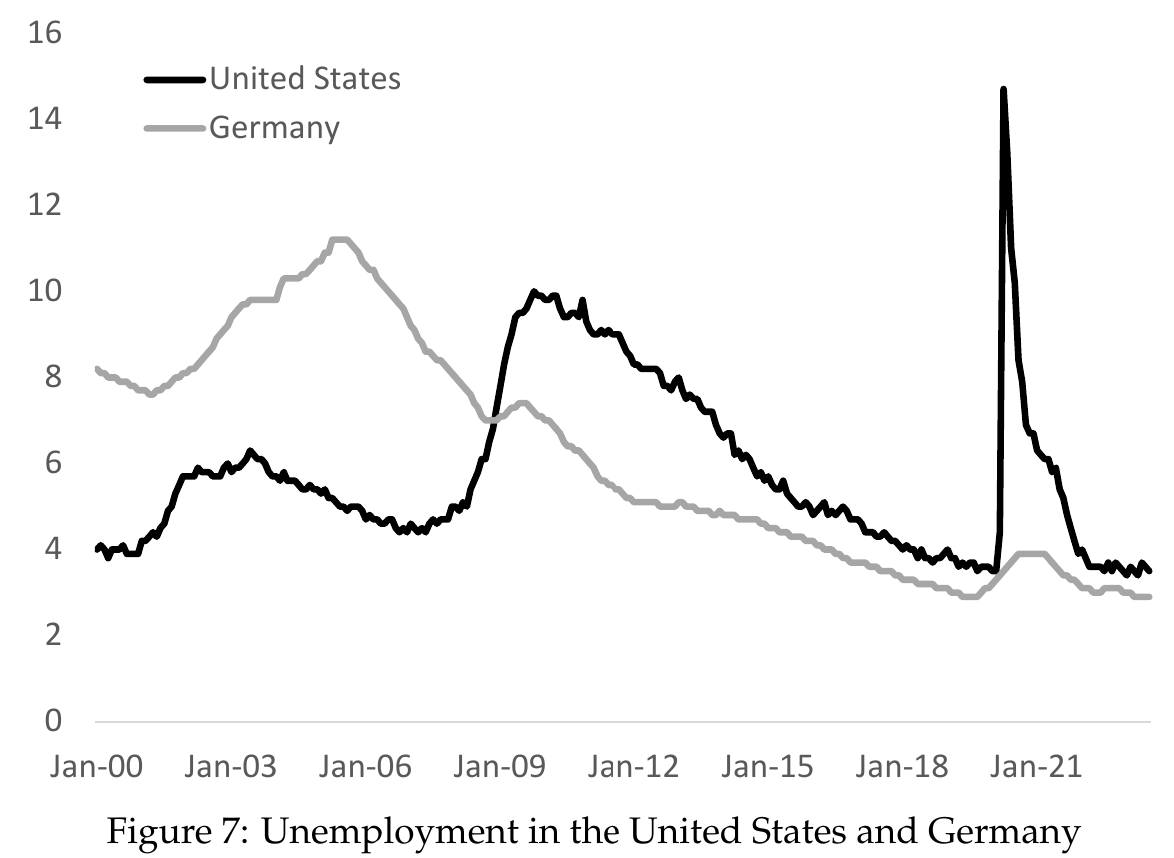 16
United States
14
Germany
12
10
8
6
4
2
0
Jan-00 Jan-03 Jan-06 Jan-09 Jan-12 Jan-15 Jan-18 Jan-21
Figure 7: Unemployment in the United States and Germany